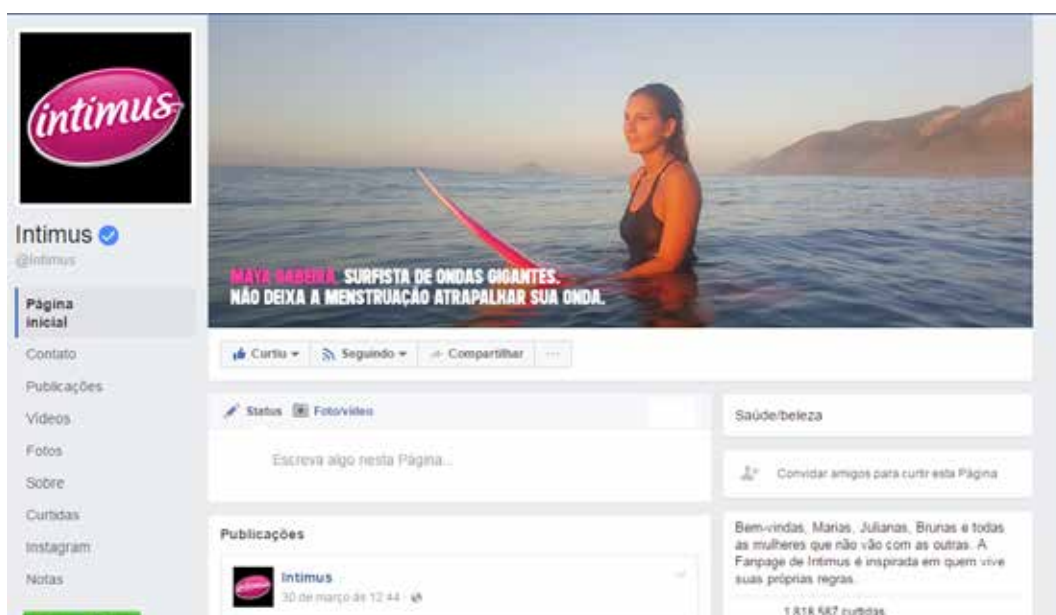 intimus
Intimus
@Intimus
Página
inicial
Contato
Publicações
Vídeos
Fotos
Sobre
Curtidas
Instagram
Notas
MAYA GABEIRA, SURFISTA DE ONDAS GIGANTES.
NÃO DEIXA A MENSTRUAÇÃO ATRAPALHAR SUA ONDA.
Curtiu
Seguindo
Compartilhar
...
Status Foto/vídeo
Escreva algo nesta Página...
Publicações
intimus
Intimus
30 de março às 12:44
Saúde/beleza
Convidar amigos para curtir esta Página
Bem-vindas, Marias, Julianas, Brunas e todas
as mulheres que não vão com as outras. A
Fanpage de Intimus é inspirada em quem vive
suas próprias regras.
1.818.587 curtidas